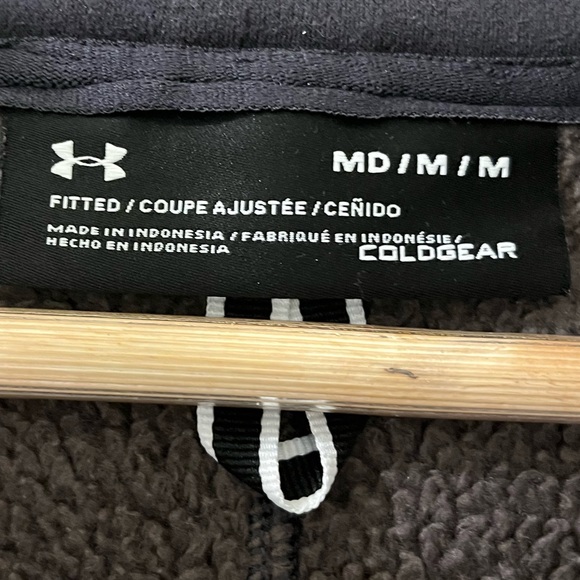 MD / M / M
FITTED / COUPE AJUSTÉE / CEÑIDO
MADE IN INDONESIA / FABRIQUÉ EN INDONÉSIE /
HECHO EN INDONESIA
COLDGEAR